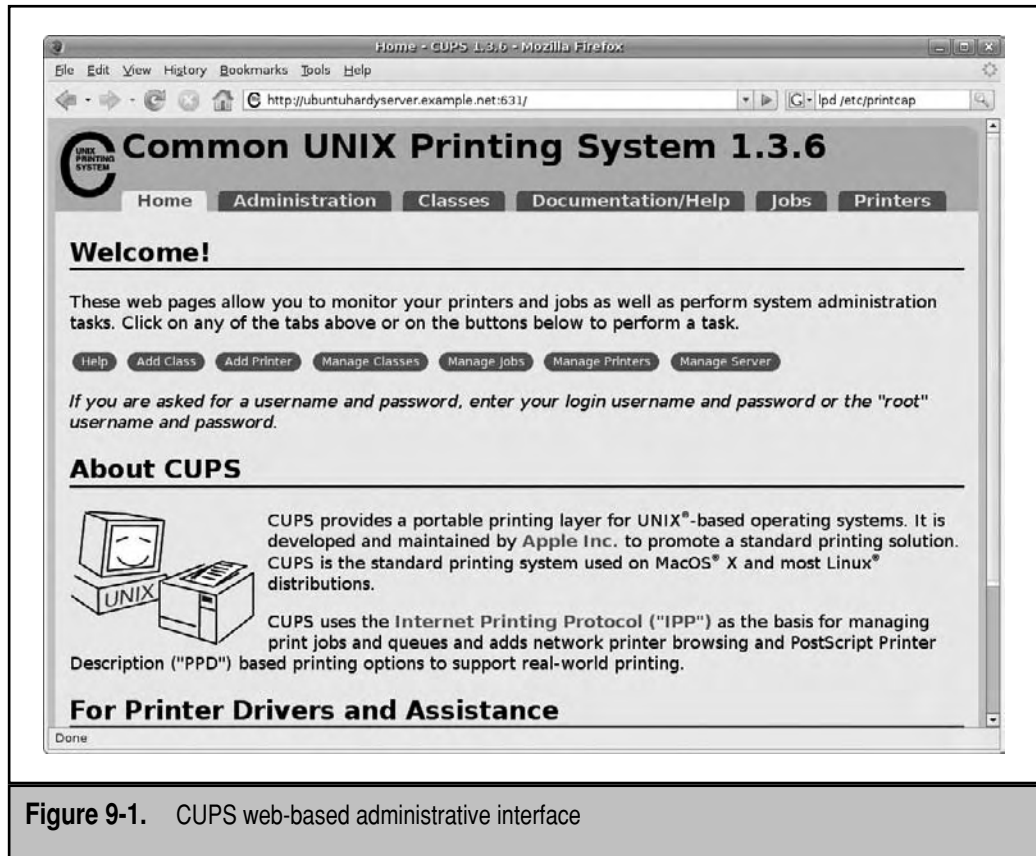 Home - CUPS 1.3.6 - Mozilla Firefox
File Edit View History Bookmarks Tools Help
http://ubuntuhardyserver.example.net:631/
lpd /etc/printcap
UNIX
PRINTING
SYSTEM
Common UNIX Printing System 1.3.6
Home Administration Classes Documentation/Help Jobs Printers
Welcome!
These web pages allow you to monitor your printers and jobs as well as perform system administration
tasks. Click on any of the tabs above or on the buttons below to perform a task.
Help Add Class Add Printer Manage Classes Manage Jobs Manage Printers Manage Server
If you are asked for a username and password, enter your login username and password or the "root"
username and password.
About CUPS
UNIX
CUPS provides a portable printing layer for UNIX®-based operating systems. It is
developed and maintained by Apple Inc. to promote a standard printing solution.
CUPS is the standard printing system used on MacOS® X and most Linux®
distributions.
CUPS uses the Internet Printing Protocol ("IPP") as the basis for managing
print jobs and queues and adds network printer browsing and PostScript Printer
Description ("PPD") based printing options to support real-world printing.
For Printer Drivers and Assistance
Done
Figure 9-1. CUPS web-based administrative interface